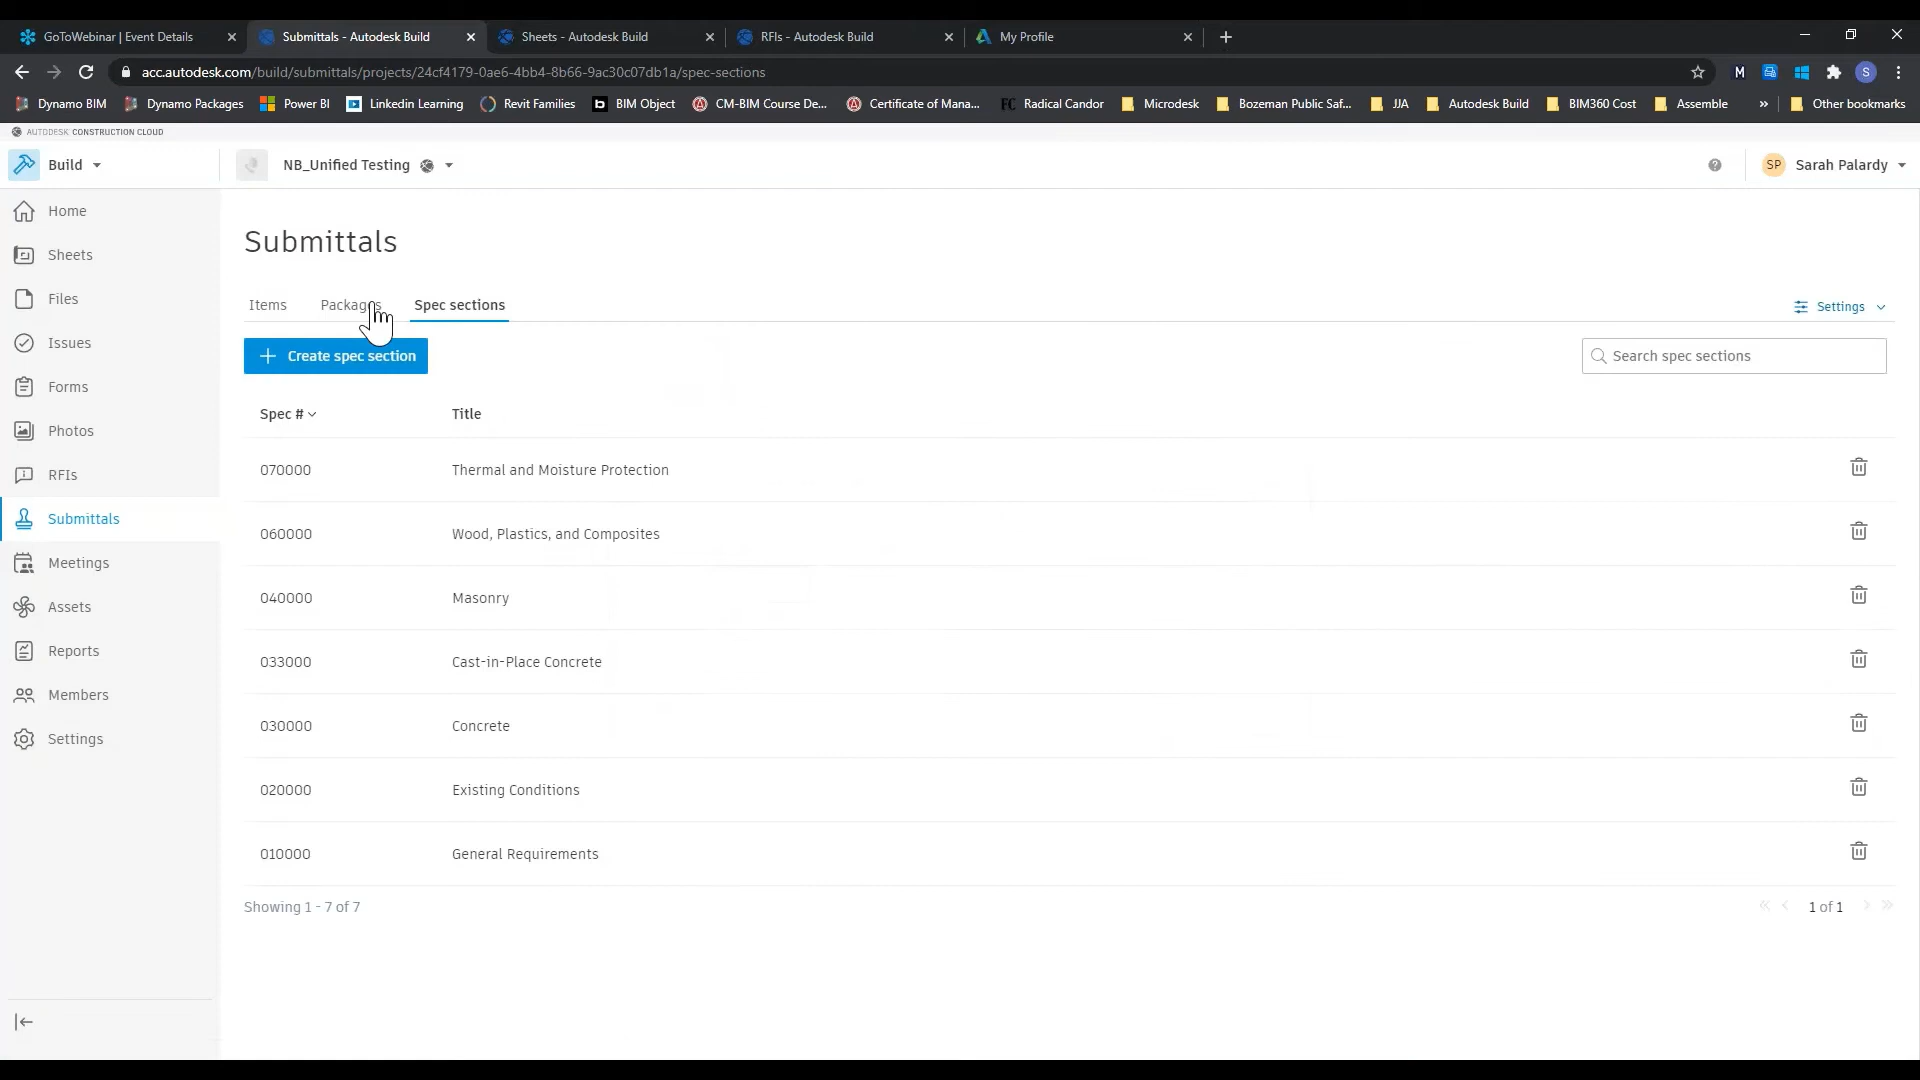 GoToWebinar | Event Details
Submittals - Autodesk Build
Sheets - Autodesk Build
RFIs - Autodesk Build
My Profile
acc.autodesk.com/build/submittals/projects/24cf4179-0ae6-4bb4-8b66-9ac30c07db1a/spec-sections
M
S
Dynamo BIM
Dynamo Packages
Power BI
Linkedin Learning
Revit Families
b BIM Object
CM-BIM Course De...
Certificate of Mana...
FC Radical Candor
Microdesk
Bozeman Public Saf...
JJA
Autodesk Build
BIM360 Cost
Assemble
»
Other bookmarks
AUTODESK CONSTRUCTION CLOUD
Build
NB_Unified Testing
SP Sarah Palardy
Home
Sheets
Files
Issues
Forms
Photos
RFIs
Submittals
Meetings
Assets
Reports
Members
Settings
Submittals
Items
Packages
Spec sections
Settings
Create spec section
Search spec sections
Spec # Title
070000 Thermal and Moisture Protection
060000 Wood, Plastics, and Composites
040000 Masonry
033000 Cast-in-Place Concrete
030000 Concrete
020000 Existing Conditions
010000 General Requirements
Showing 1 - 7 of 7
1 of 1